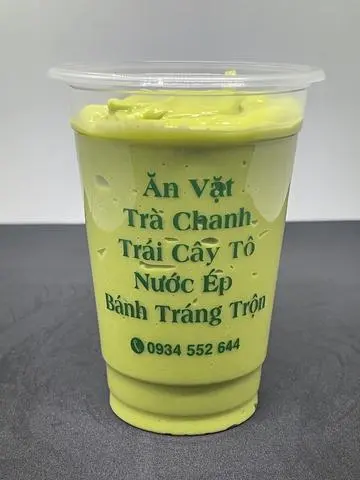 Ăn Vặt
Trà Chanh
Trái Cây Tô
Nước Ép
Bánh Tráng Trộn
0934 552 644